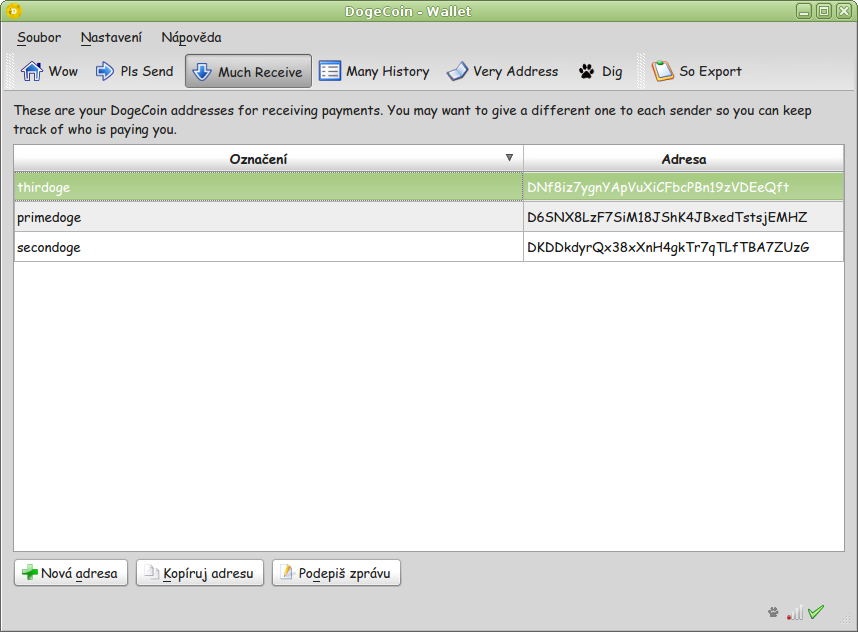 DogeCoin - Wallet
Soubor Nastavení Nápověda
Wow Pls Send Much Receive Many History Very Address Dig So Export
These are your DogeCoin addresses for receiving payments. You may want to give a different one to each sender so you can keep
track of who is paying you.
Označení Adresa
thirdoge DNf8iz7ygnYApVuXiCFbcPBn19zVDEeQft
primedoge D6SNX8LzF7SiM18JShK4JBxedTstsjEMHZ
secondoge DKDDkdyrQx38xXnH4gkTr7qTLfTBA7ZUzG
Nová adresa Kopíruj adresu Podepiš zprávu